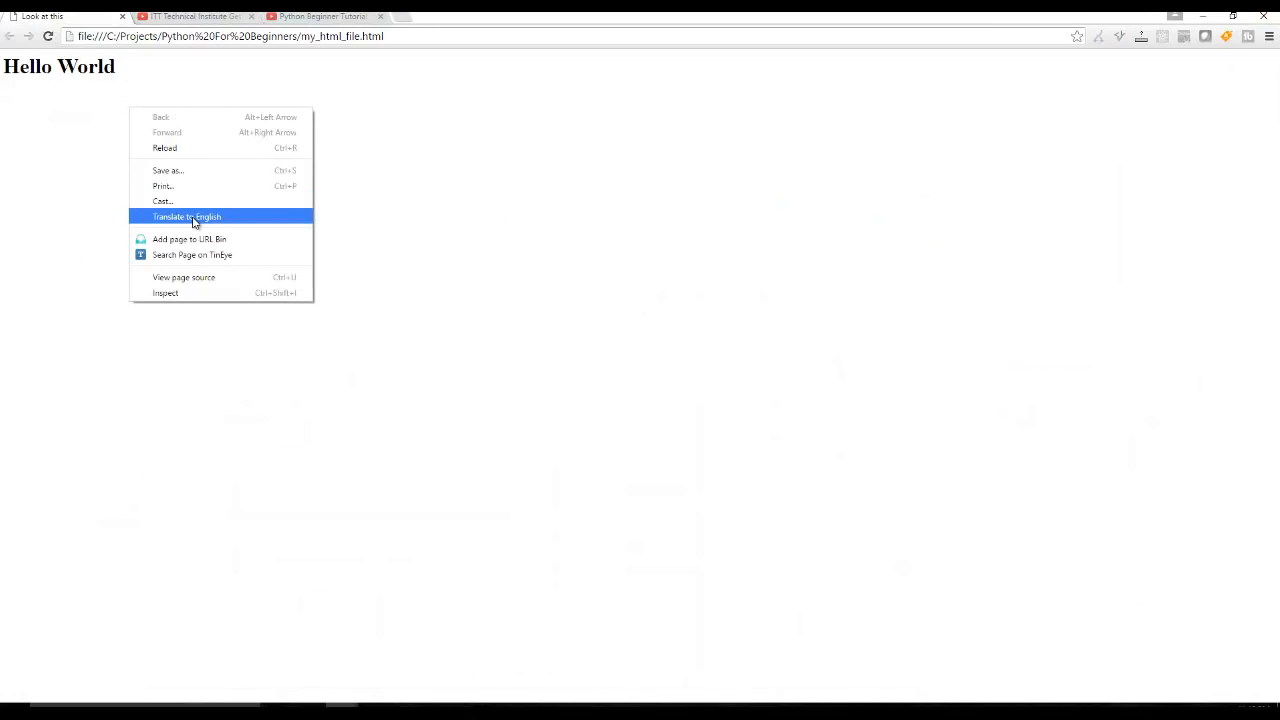 Look at this
ITT Technical Institute Get
Python Beginner Tutorial
file:///C:/Projects/Python%20For%20Beginners/my_html_file.html
Hello World
Back Alt+Left Arrow
Forward Alt+Right Arrow
Reload Ctrl+R
Save as... Ctrl+S
Print... Ctrl+P
Cast...
Translate to English
Add page to URL Bin
T Search Page on TinEye
View page source Ctrl+U
Inspect Ctrl+Shift+I